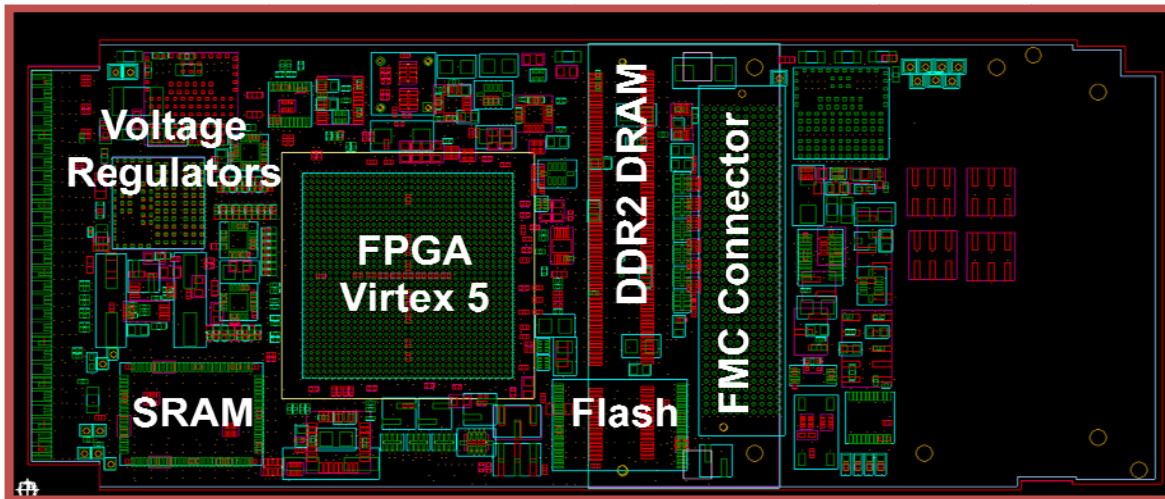 Voltage
Regulators
FPGA
Virtex 5
SRAM
DDR2 DRAM
FMC Connector
Flash